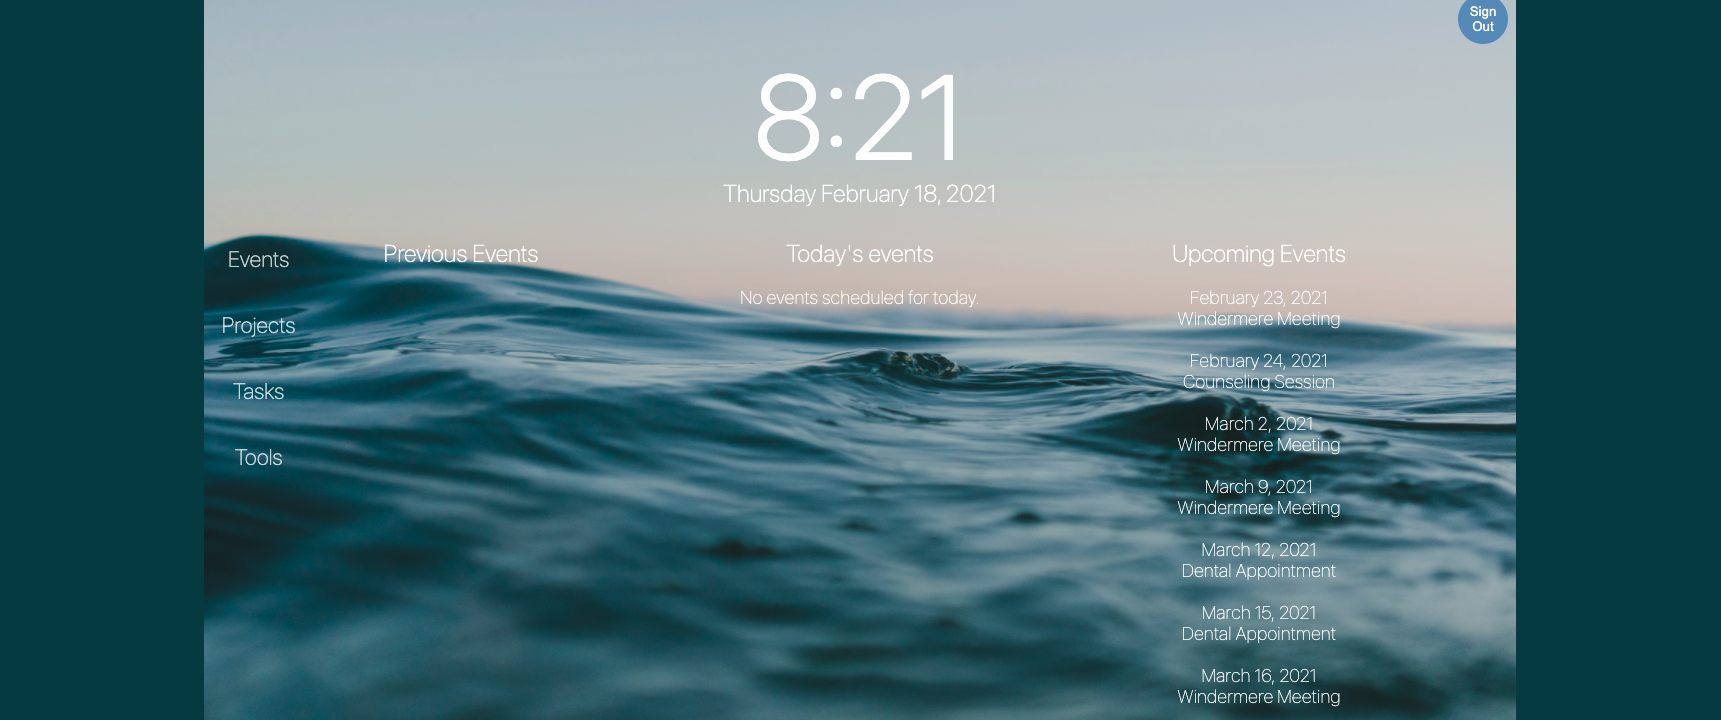 Sign
Out
8:21
Thursday February 18, 2021
Events
Projects
Tasks
Tools
Previous Events
Today's events
No events scheduled for today.
Upcoming Events
February 23, 2021
Windermere Meeting
February 24, 2021
Counseling Session
March 2, 2021
Windermere Meeting
March 9, 2021
Windermere Meeting
March 12, 2021
Dental Appointment
March 15, 2021
Dental Appointment
March 16, 2021
Windermere Meeting